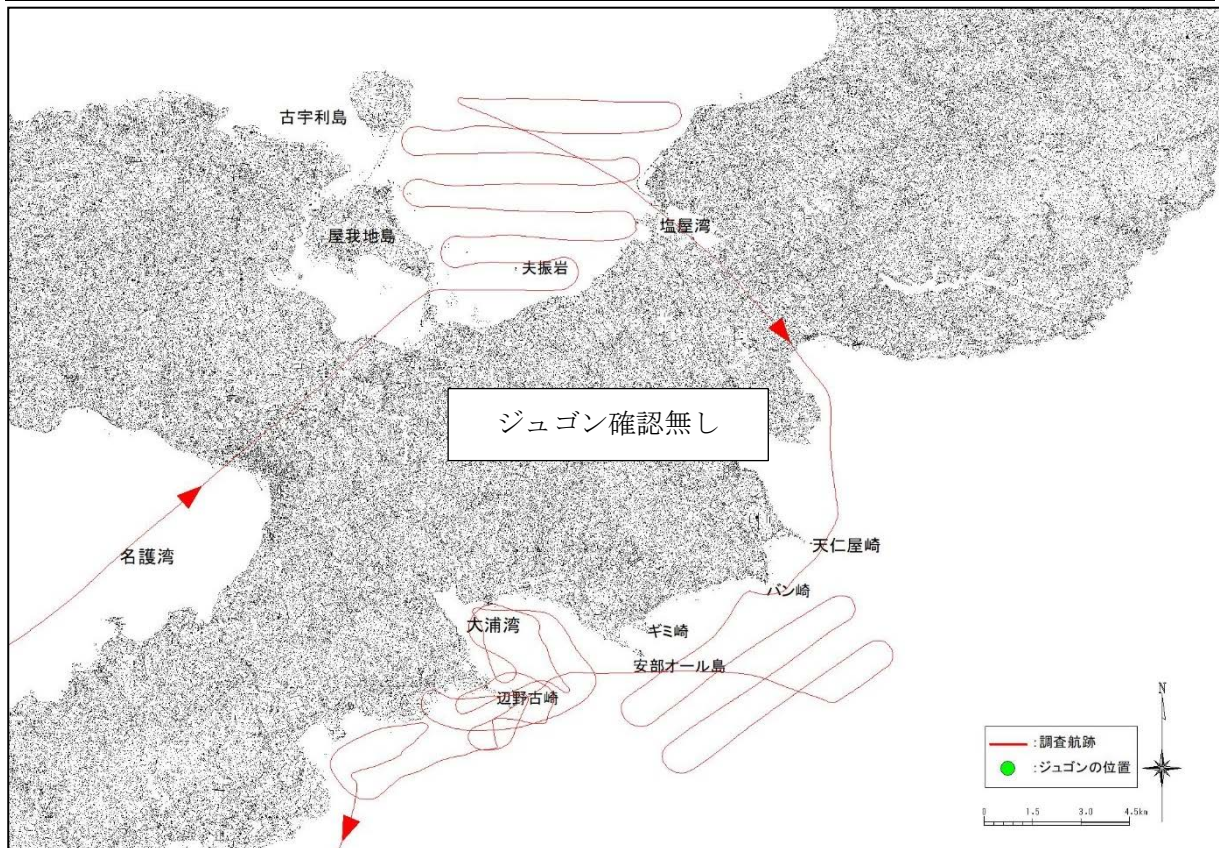 古宇利島
屋我地島
塩屋湾
夫振岩
ジュゴン確認無し
名護湾
天仁屋崎
バン崎
大浦湾
ギミ崎
安部オール島
辺野古崎
N
:調査航跡
:ジュゴンの位置
0 1.5 3.0 4.5km